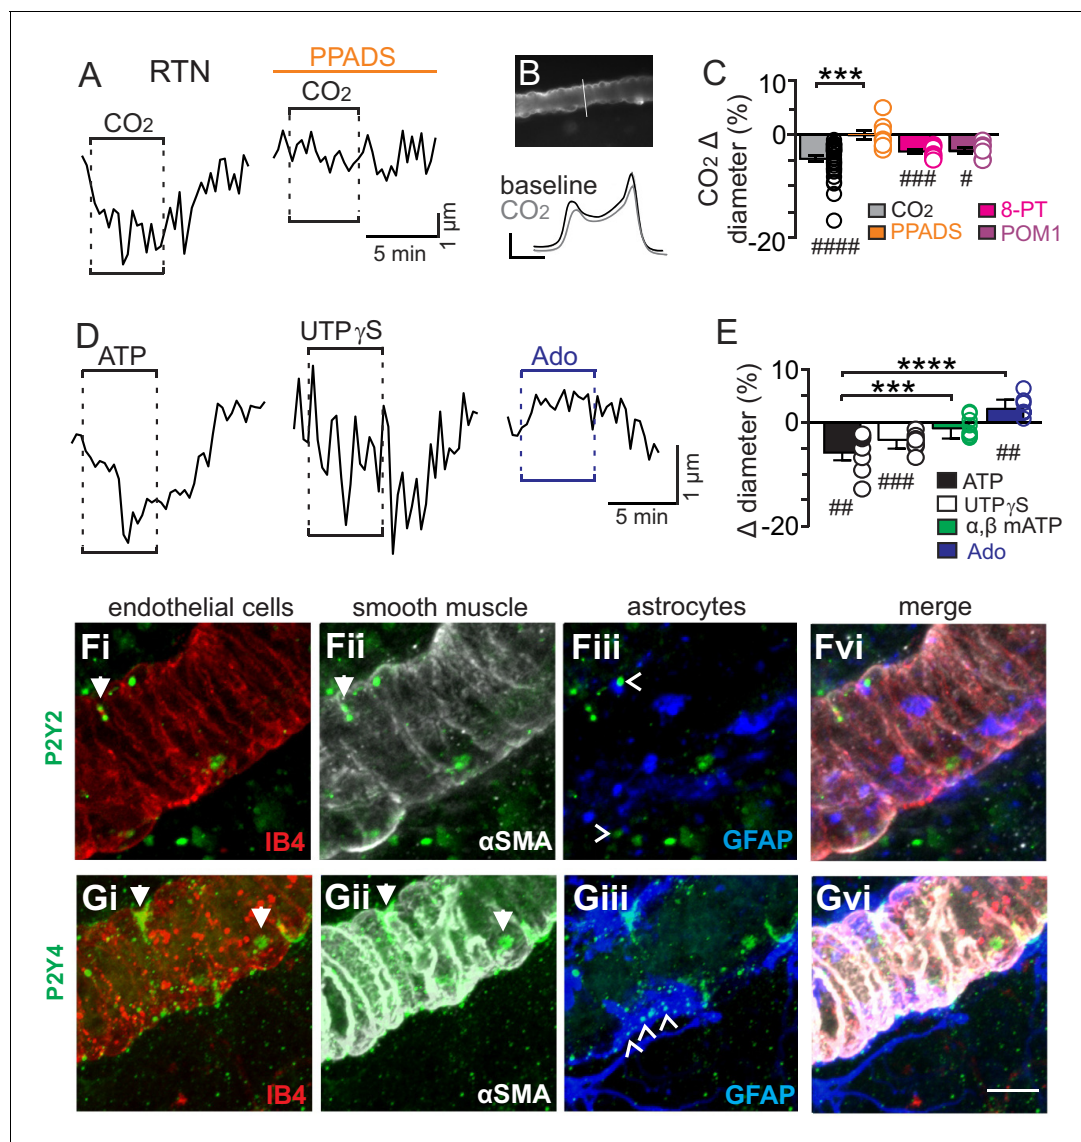 A
RTN
PPADS
CO2
CO2
1 µm
5 min
B
baseline
CO2
C
CO2 Δ
diameter (%)
10
0
-20
***
###
#
####
CO2
8-PT
PPADS
POM1
D
ATP
UTPγS
Ado
1 µm
5 min
E
Δ diameter (%)
10
0
-20
****
***
##
###
##
ATP
UTPγS
α,β mATP
Ado
endothelial cells
smooth muscle
astrocytes
merge
P2Y2
Fi
IB4
Fii
αSMA
Fiii
GFAP
Fvi
P2Y4
Gi
IB4
Gii
αSMA
Giii
GFAP
Gvi